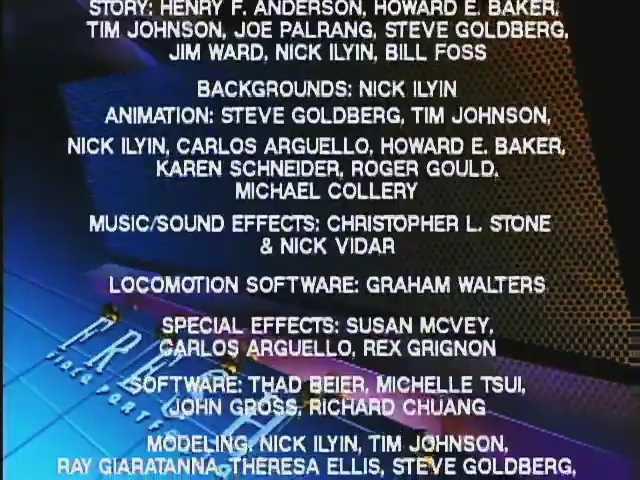 STORY: HENRY F. ANDERSON, HOWARD E. BAKER,
TIM JOHNSON, JOE PALRANG, STEVE GOLDBERG,
JIM WARD, NICK ILYIN, BILL FOSS
BACKGROUNDS: NICK ILYIN
ANIMATION: STEVE GOLDBERG, TIM JOHNSON,
NICK ILYIN, CARLOS ARGUELLO, HOWARD E. BAKER,
KAREN SCHNEIDER, ROGER GOULD,
MICHAEL COLLERY
MUSIC/SOUND EFFECTS: CHRISTOPHER L. STONE
& NICK VIDAR
LOCOMOTION SOFTWARE: GRAHAM WALTERS
SPECIAL EFFECTS: SUSAN MCVEY,
CARLOS ARGUELLO, REX GRIGNON
SOFTWARE: THAD BEIER, MICHELLE TSUI,
JOHN GROSS, RICHARD CHUANG
MODELING, NICK ILYIN, TIM JOHNSON,
RAY GIARATANNA, THERESA ELLIS, STEVE GOLDBERG,
FRESH